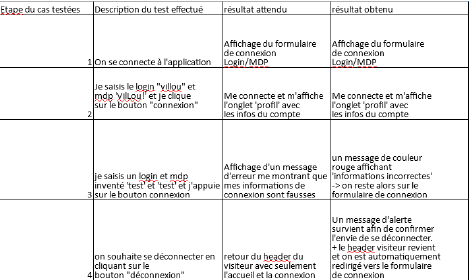 Etape du cas testées
Description du test effectué
résultat attendu
résultat obtenu
1
On se connecte à l'application
Affichage du formulaire
de connexion
Login/MDP
Affichage du formulaire
de connexion
Login/MDP
2
Je saisis le login "villou" et
mdp 'VilLou!' et je clique
sur le bouton "connexion"
Me connecte et m'affiche
l'onglet 'profil' avec
les infos du compte
Me connecte et m'affiche
l'onglet 'profil' avec
les infos du compte
3
je saisis un login et mdp
inventé 'test' et 'test' et j'appuie
sur le bouton connexion
Affichage d'un message
d'erreur me montrant que
mes informations de
connexion sont fausses
un message de couleur
rouge affichant
'informations incorrectes'
-> on reste alors sur le
formulaire de connexion
4
on souhaite se déconnecter en
cliquant sur le
bouton "déconnexion"
retour du header du
visiteur avec seulement
l'accueil et la connexion
Un message d'alerte
survient afin de confirmer
l'envie de se déconnecter.
+ le header visiteur revient
et on est automatiquement
redirigé vers le formulaire
de connexion